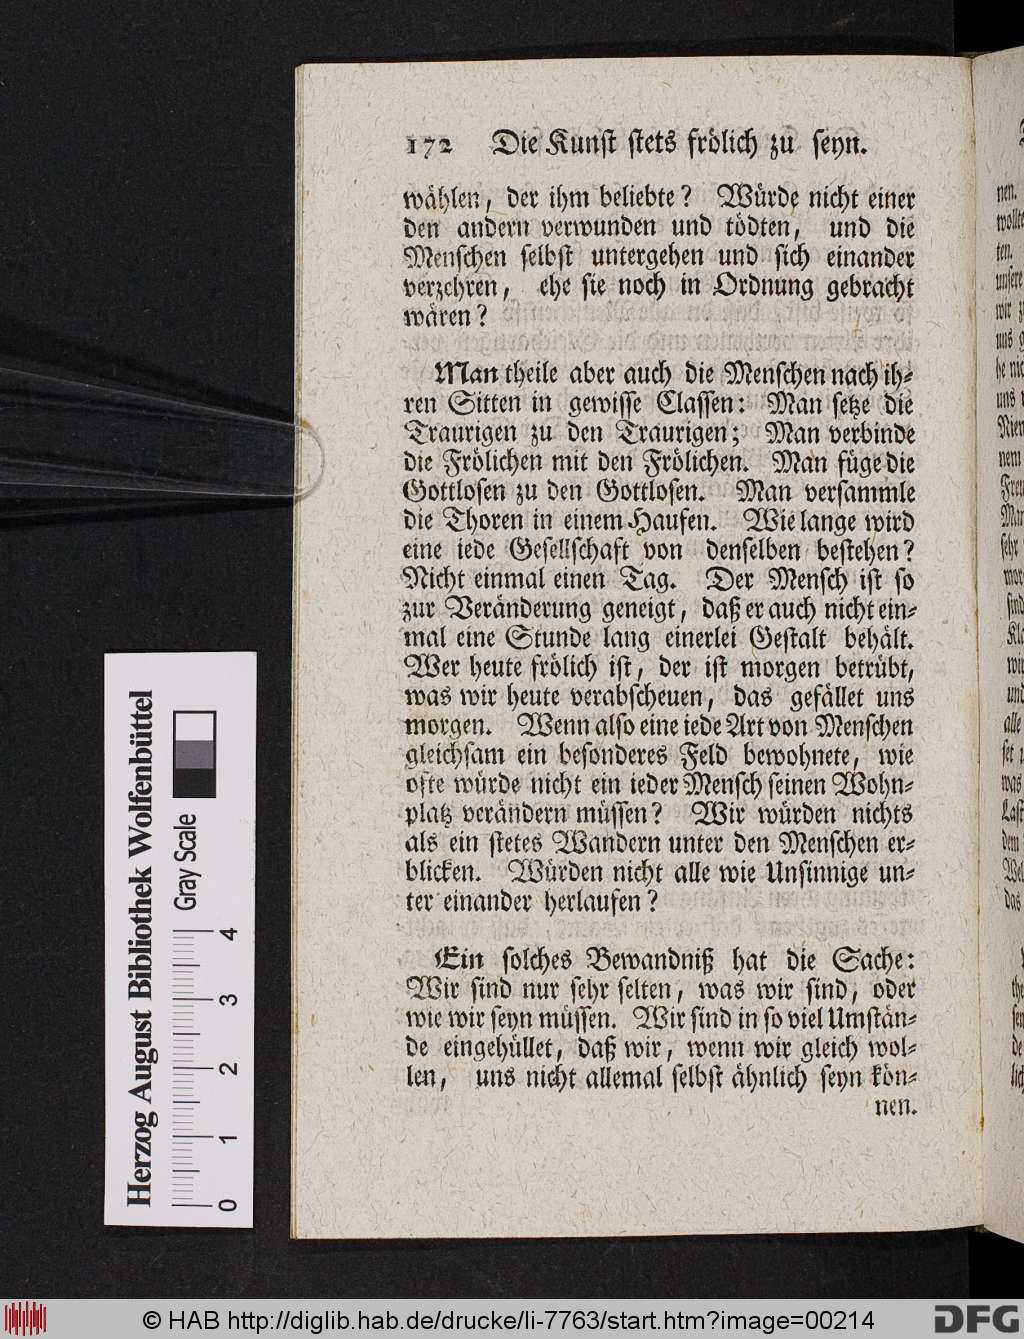 172 Die Kunst stets frölich zu seyn.
wählen, der ihm beliebte? Würde nicht einer
den andern verwunden und tödten, und die
Menschen selbst untergehen und sich einander
verzehren, ehe sie noch in Ordnung gebracht
wären?
Man theile aber auch die Menschen nach ih⸗
ren Sitten in gewisse Classen: Man setze die
Traurigen zu den Traurigen; Man verbinde
die Frölichen mit den Frölichen. Man füge die
Gottlosen zu den Gottlosen. Man versammle
die Thoren in einem Haufen. Wie lange wird
eine iede Gesellschaft von denselben bestehen?
Nicht einmal einen Tag. Der Mensch ist so
zur Veränderung geneigt, daß er auch nicht ein⸗
mal eine Stunde lang einerlei Gestalt behält.
Wer heute frölich ist, der ist morgen betrübt,
was wir heute verabscheuen, das gefället uns
morgen. Wenn also eine iede Art von Menschen
gleichsam ein besonderes Feld bewohnete, wie
ofte würde nicht ein ieder Mensch seinen Wohn⸗
platz verändern müssen? Wir würden nichts
als ein stetes Wandern unter den Menschen er⸗
blicken. Würden nicht alle wie Unsinnige un⸗
ter einander herlaufen?
Ein solches Bewandniß hat die Sache:
Wir sind nur sehr selten, was wir sind, oder
wie wir seyn müssen. Wir sind in so viel Umstän⸗
de eingehüllet, daß wir, wenn wir gleich wol⸗
len, uns nicht allemal selbst ähnlich seyn kön⸗
nen.
Herzog August Bibliothek Wolfenbüttel
Gray Scale
0 1 2 3 4
© HAB http://diglib.hab.de/drucke/li-7763/start.htm?image=00214
DFG